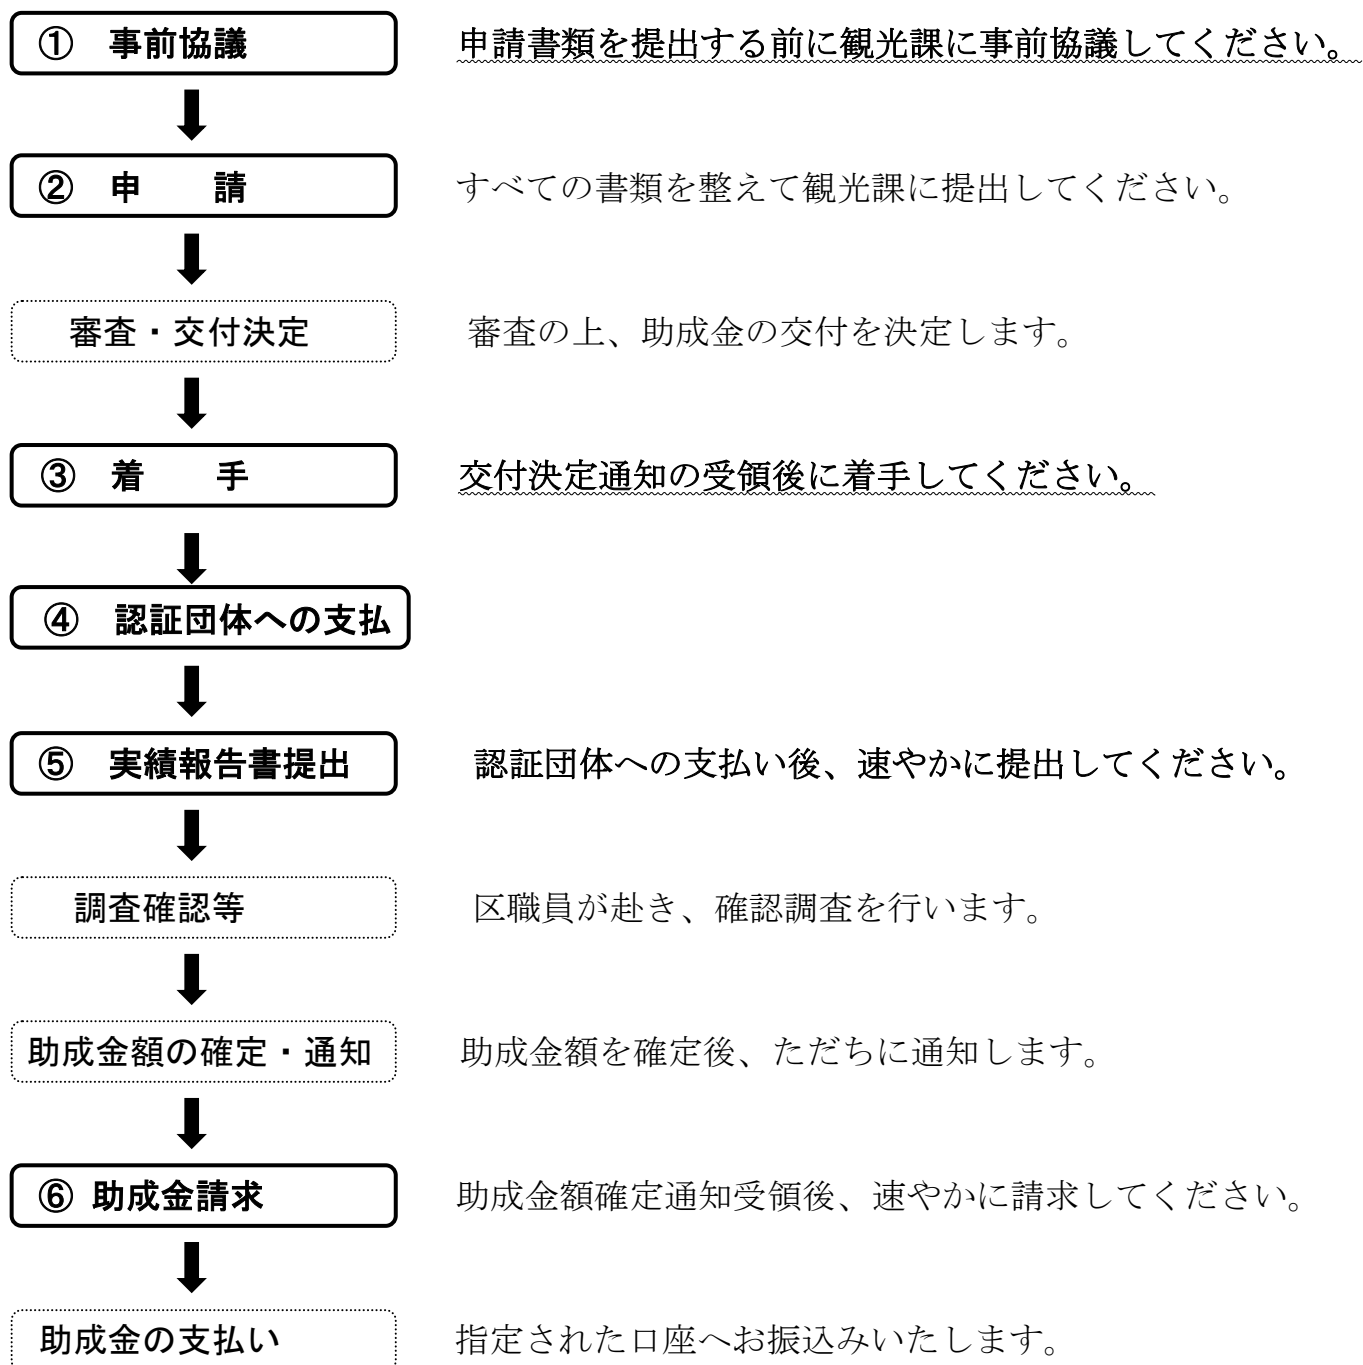 ① 事前協議 申請書類を提出する前に観光課に事前協議してください。
② 申 請 すべての書類を整えて観光課に提出してください。
審査・交付決定 審査の上、助成金の交付を決定します。
③ 着 手 交付決定通知の受領後に着手してください。
④ 認証団体への支払
⑤ 実績報告書提出 認証団体への支払い後、速やかに提出してください。
調査確認等 区職員が赴き、確認調査を行います。
助成金額の確定・通知 助成金額を確定後、ただちに通知します。
⑥ 助成金請求 助成金額確定通知受領後、速やかに請求してください。
助成金の支払い 指定された口座へお振込みいたします。